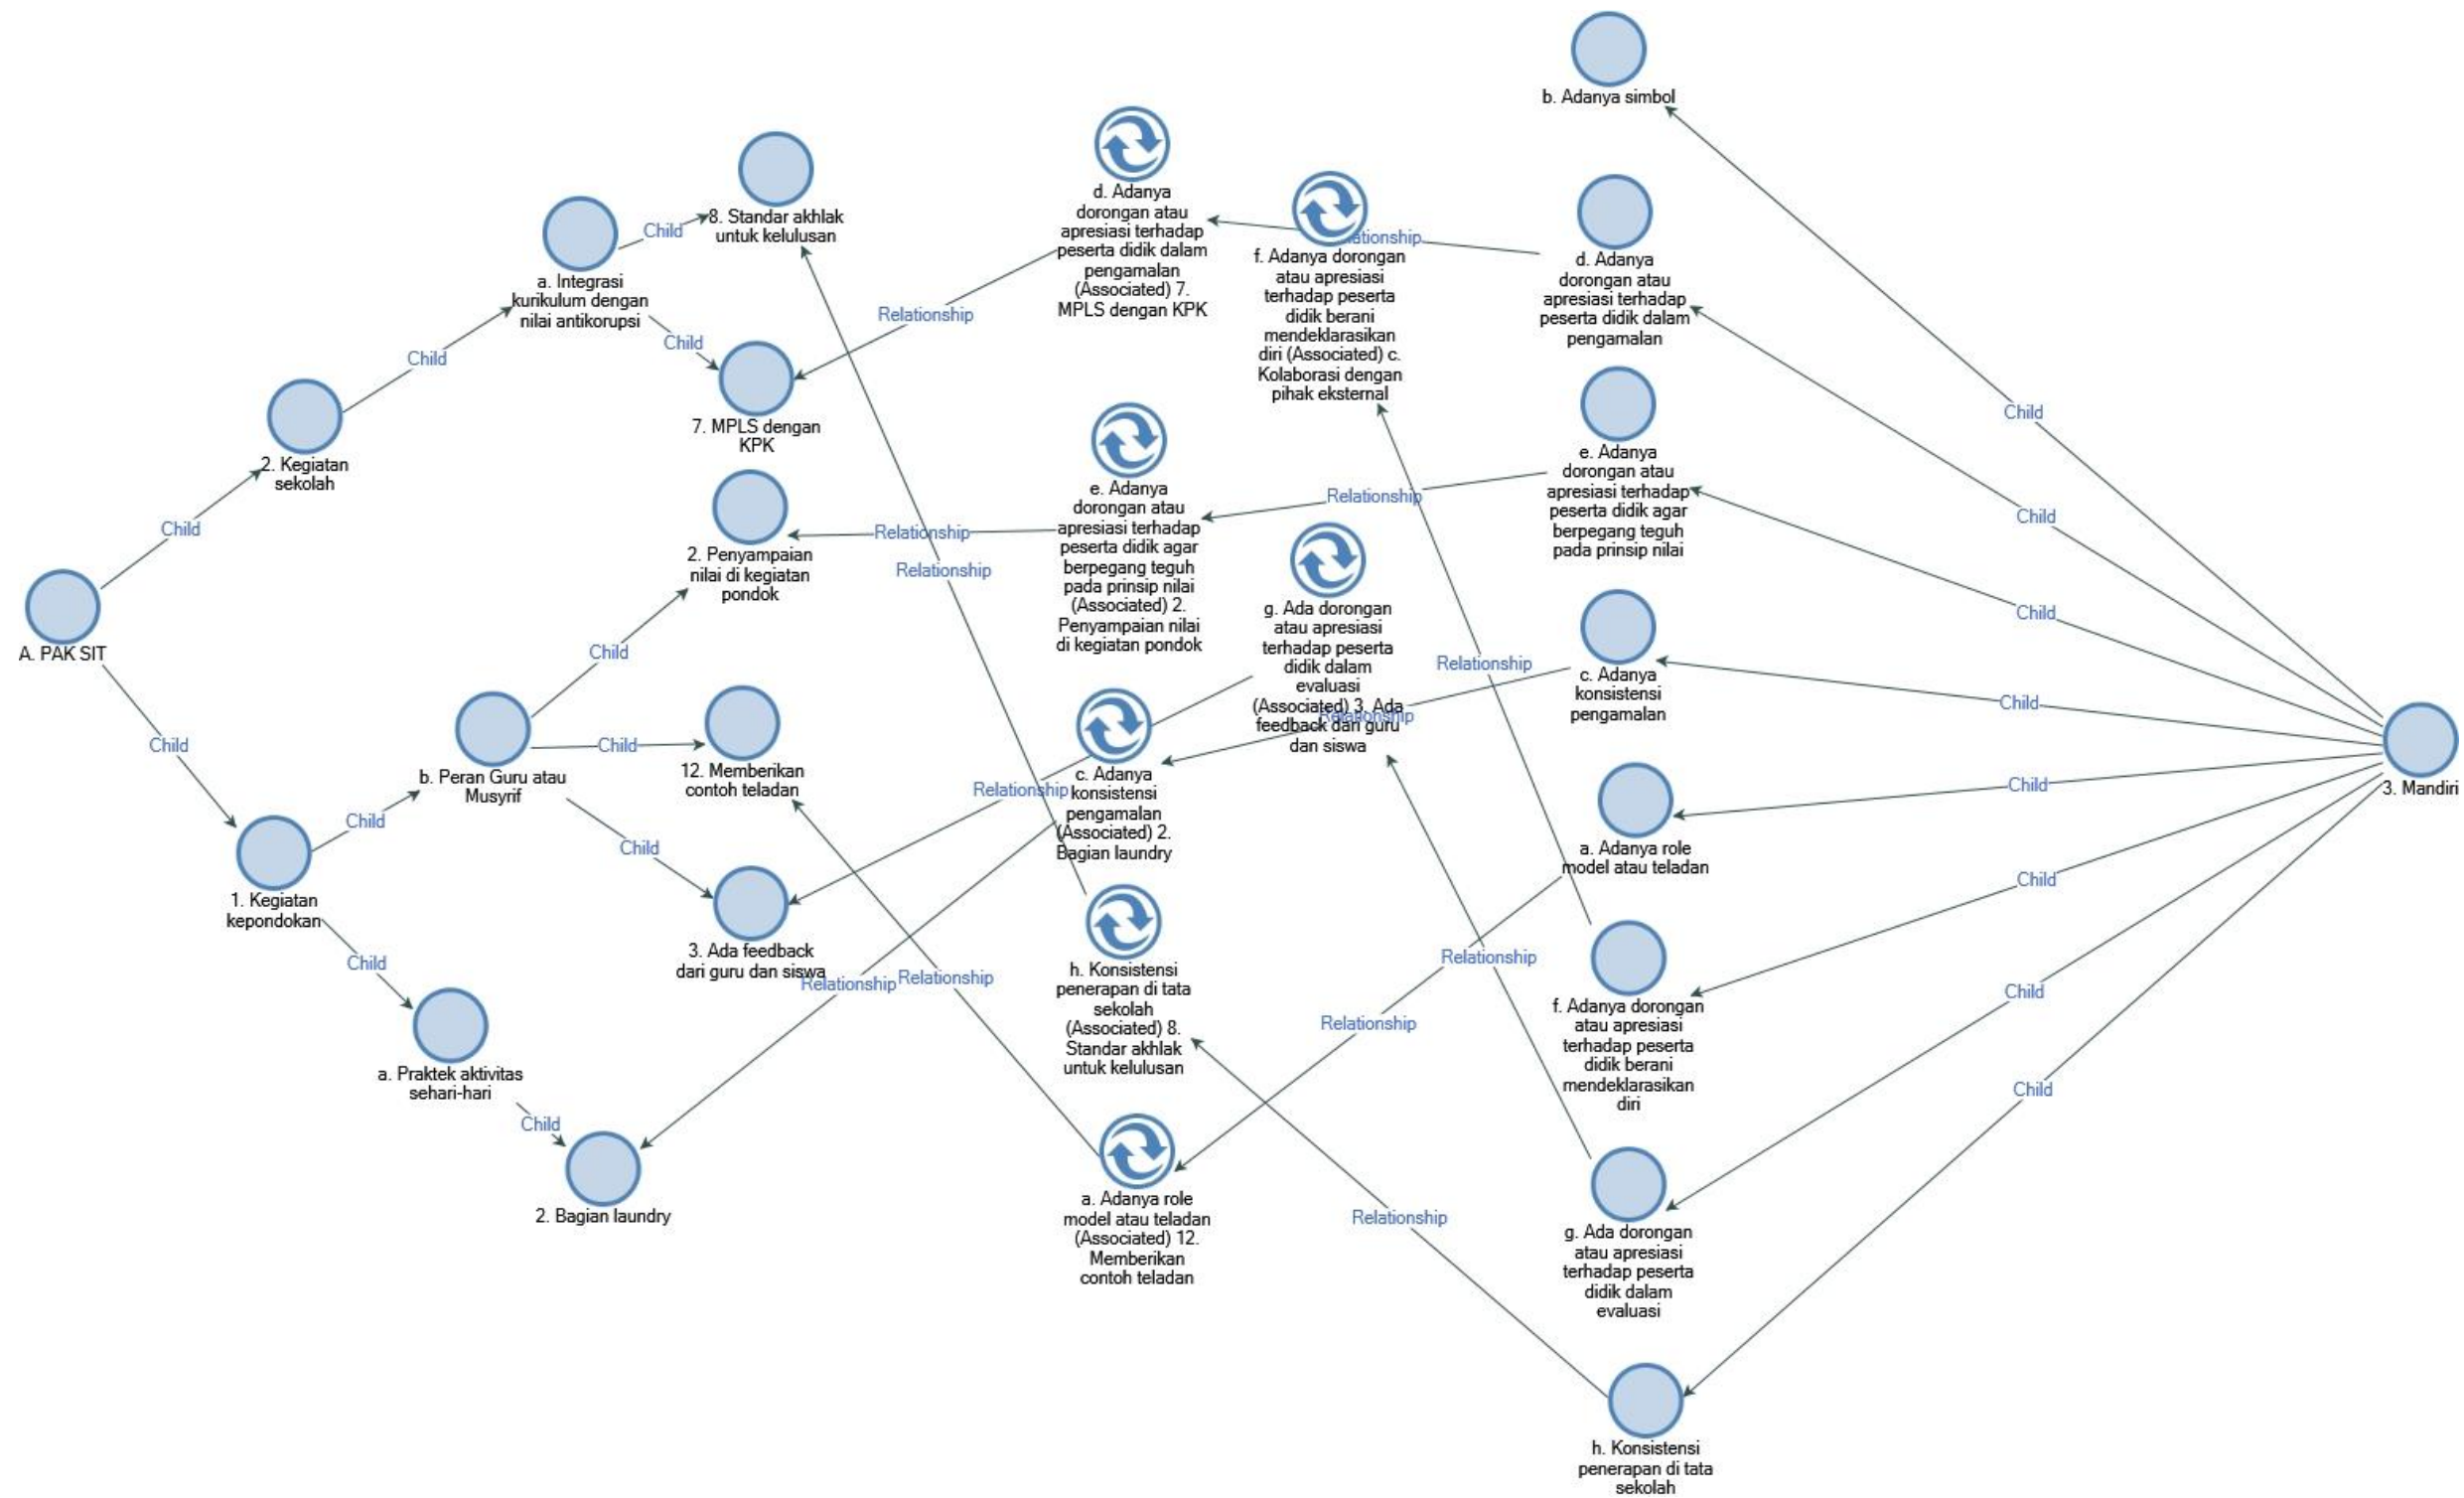 b. Adanya simbol
8. Standar akhlak
untuk kelulusan
Child
a. Integrasi
kurikulum dengan
nilai antikorupsi
Child
Child
7. MPLS dengan
KPK
2. Kegiatan
sekolah
Child
A. PAK SIT
Child
1. Kegiatan
kepondokan
Child
b. Peran Guru atau
Musyrif
Child
2. Penyampaian
nilai di kegiatan
pondok
Child
12. Memberikan
contoh teladan
Child
3. Ada feedback
dari guru dan siswa
Child
a. Praktek aktivitas
sehari-hari
Child
2. Bagian laundry
d. Adanya
dorongan atau
apresiasi terhadap
peserta didik dalam
pengamalan
(Associated) 7.
MPLS dengan KPK
Relationship
Relationship
Relationship
e. Adanya
dorongan atau
apresiasi terhadap
peserta didik agar
berpegang teguh
pada prinsip nilai
(Associated) 2.
Penyampaian nilai
di kegiatan pondok
c. Adanya
konsistensi
pengamalan
(Associated) 2.
Bagian laundry
Relationship
Relationship
Relationship
h. Konsistensi
penerapan di tata
sekolah
(Associated) 8.
Standar akhlak
untuk kelulusan
a. Adanya role
model atau teladan
(Associated) 12.
Memberikan
contoh teladan
f. Adanya dorongan
atau apresiasi
terhadap peserta
didik berani
mendeklarasikan
diri (Associated) c.
Kolaborasi dengan
pihak eksternal
ationship
Relationship
g. Ada dorongan
atau apresiasi
terhadap peserta
didik dalam
evaluasi
(Associated) 3. Ada
feedback dari guru
dan siswa
Relationship
Relationship
Relationship
Relationship
Relationship
d. Adanya
dorongan atau
apresiasi terhadap
peserta didik dalam
pengamalan
e. Adanya
dorongan atau
apresiasi terhadap
peserta didik agar
berpegang teguh
pada prinsip nilai
c. Adanya
konsistensi
pengamalan
a. Adanya role
model atau teladan
f. Adanya dorongan
atau apresiasi
terhadap peserta
didik berani
mendeklarasikan
diri
g. Ada dorongan
atau apresiasi
terhadap peserta
didik dalam
evaluasi
h. Konsistensi
penerapan di tata
sekolah
Child
Child
Child
Child
Child
Child
Child
Child
3. Mandiri